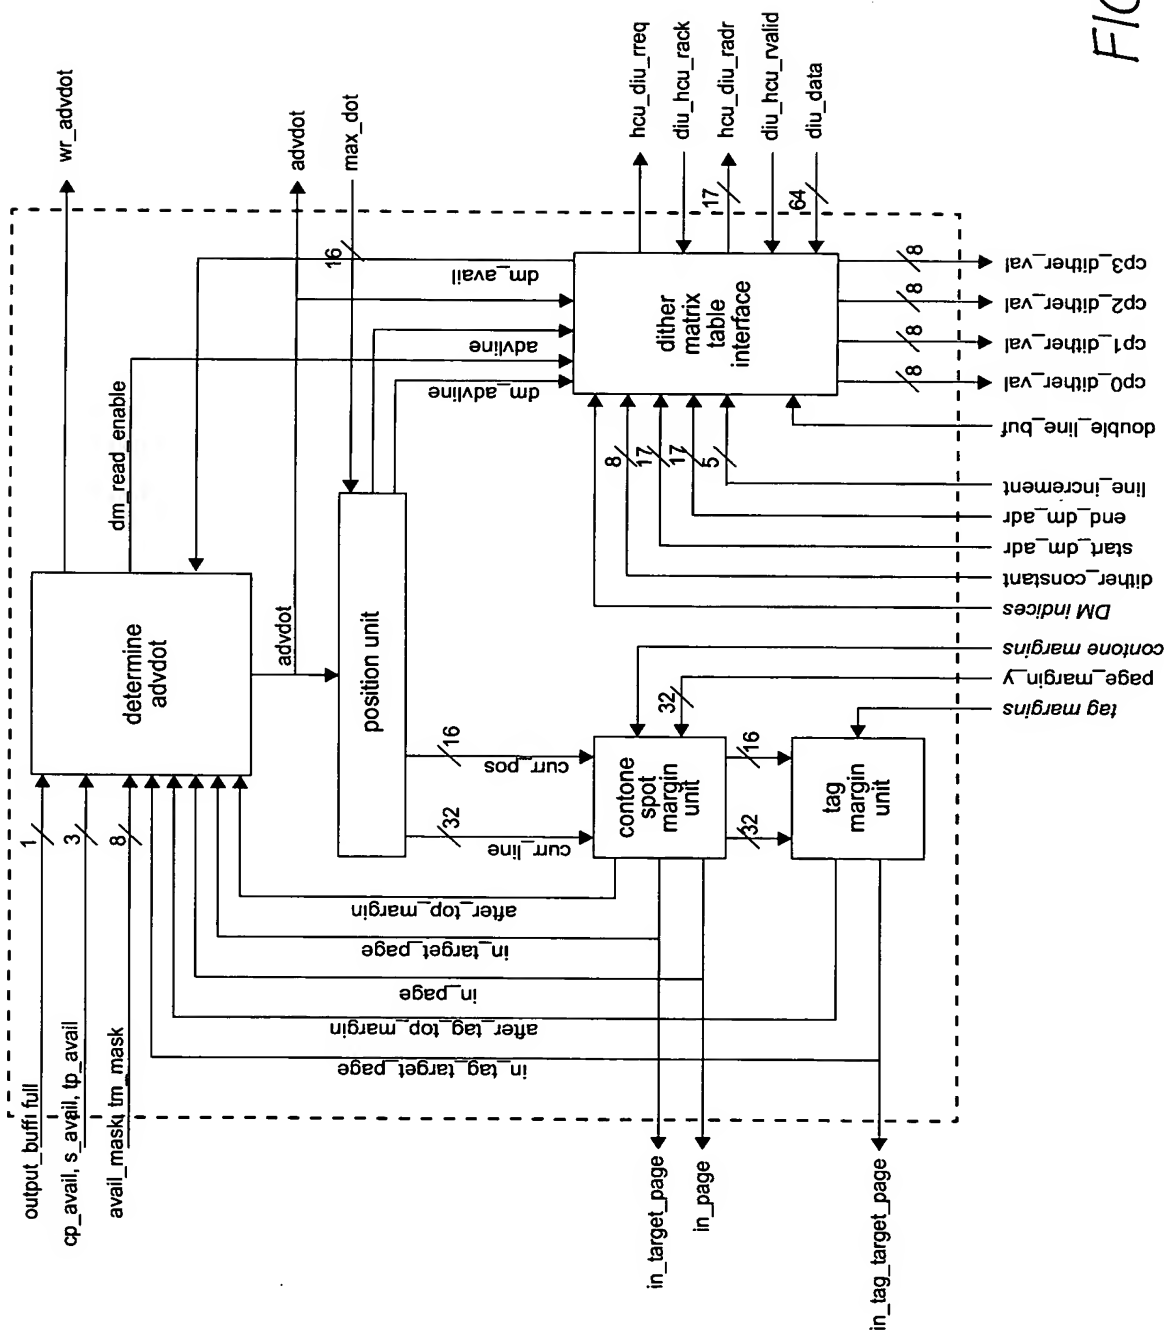 FIG
wr_advdot
advdot
max_dot
hcu_diu_rreq
diu_hcu_rack
hcu_diu_radr
diu_hcu_rvalid
diu_data
16
17
64
dm_avail
advline
dm_advline
dm_read_enable
dither
matrix
table
interface
8
8
8
8
cp3_dither_val
cp2_dither_val
cp1_dither_val
cp0_dither_val
double_line_buf
line_increment
end_dm_adr
start_dm_adr
dither_constant
DM indices
8
17
17
5
determine
advdot
advdot
position unit
16
curr_pos
32
curr_line
contone
spot
margin
unit
16
32
tag
margin
unit
contone margins
page_margin_y
32
tag margins
1
3
8
output_buff_full
cp_avail, s_avail, tp_avail
avail_mask, tm_mask
after_top_margin
in_target_page
in_page
after_tag_top_margin
in_tag_target_page
in_target_page
in_page
in_tag_target_page